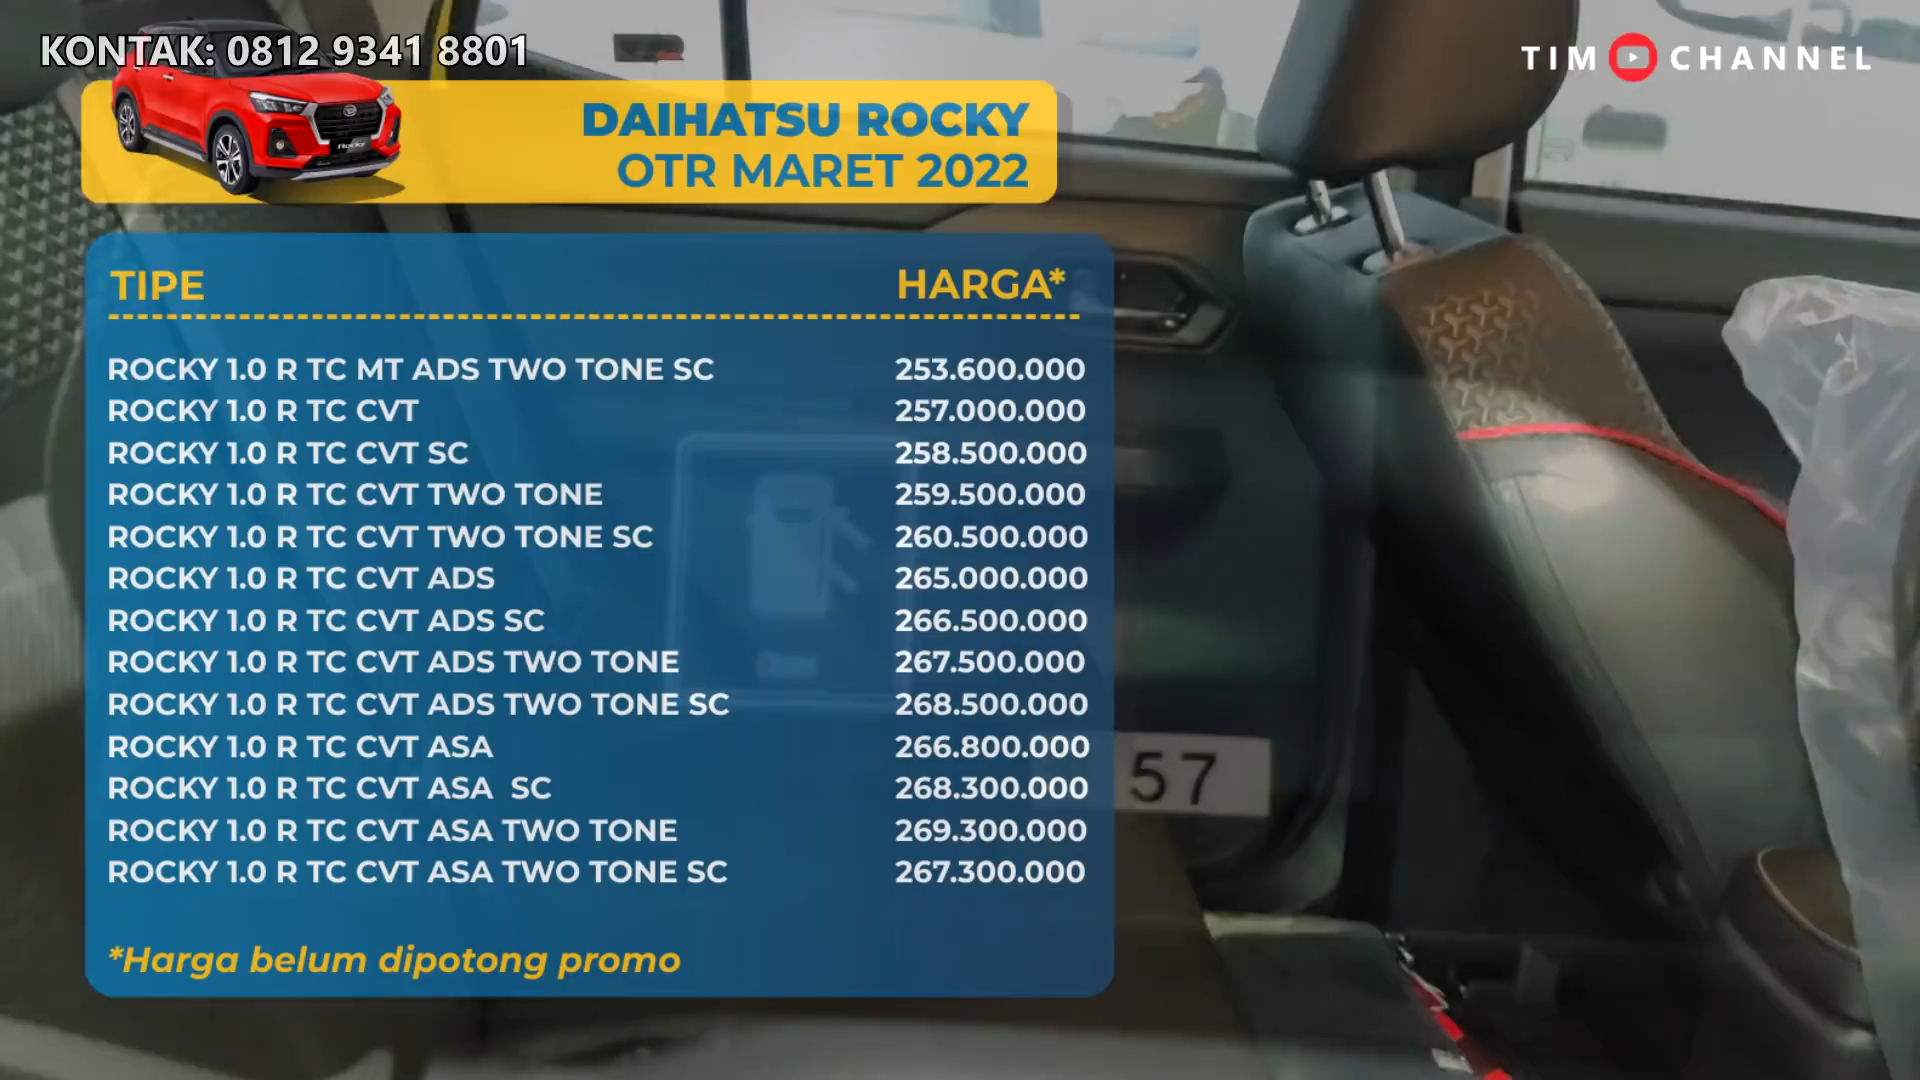 KONTAK: 0812 9341 8801
TIM CHANNEL
DAIHATSU ROCKY
OTR MARET 2022
TIPE HARGA*
ROCKY 1.0 R TC MT ADS TWO TONE SC 253.600.000
ROCKY 1.0 R TC CVT 257.000.000
ROCKY 1.0 R TC CVT SC 258.500.000
ROCKY 1.0 R TC CVT TWO TONE 259.500.000
ROCKY 1.0 R TC CVT TWO TONE SC 260.500.000
ROCKY 1.0 R TC CVT ADS 265.000.000
ROCKY 1.0 R TC CVT ADS SC 266.500.000
ROCKY 1.0 R TC CVT ADS TWO TONE 267.500.000
ROCKY 1.0 R TC CVT ADS TWO TONE SC 268.500.000
ROCKY 1.0 R TC CVT ASA 266.800.000
ROCKY 1.0 R TC CVT ASA SC 268.300.000
ROCKY 1.0 R TC CVT ASA TWO TONE 269.300.000
ROCKY 1.0 R TC CVT ASA TWO TONE SC 267.300.000
57
*Harga belum dipotong promo